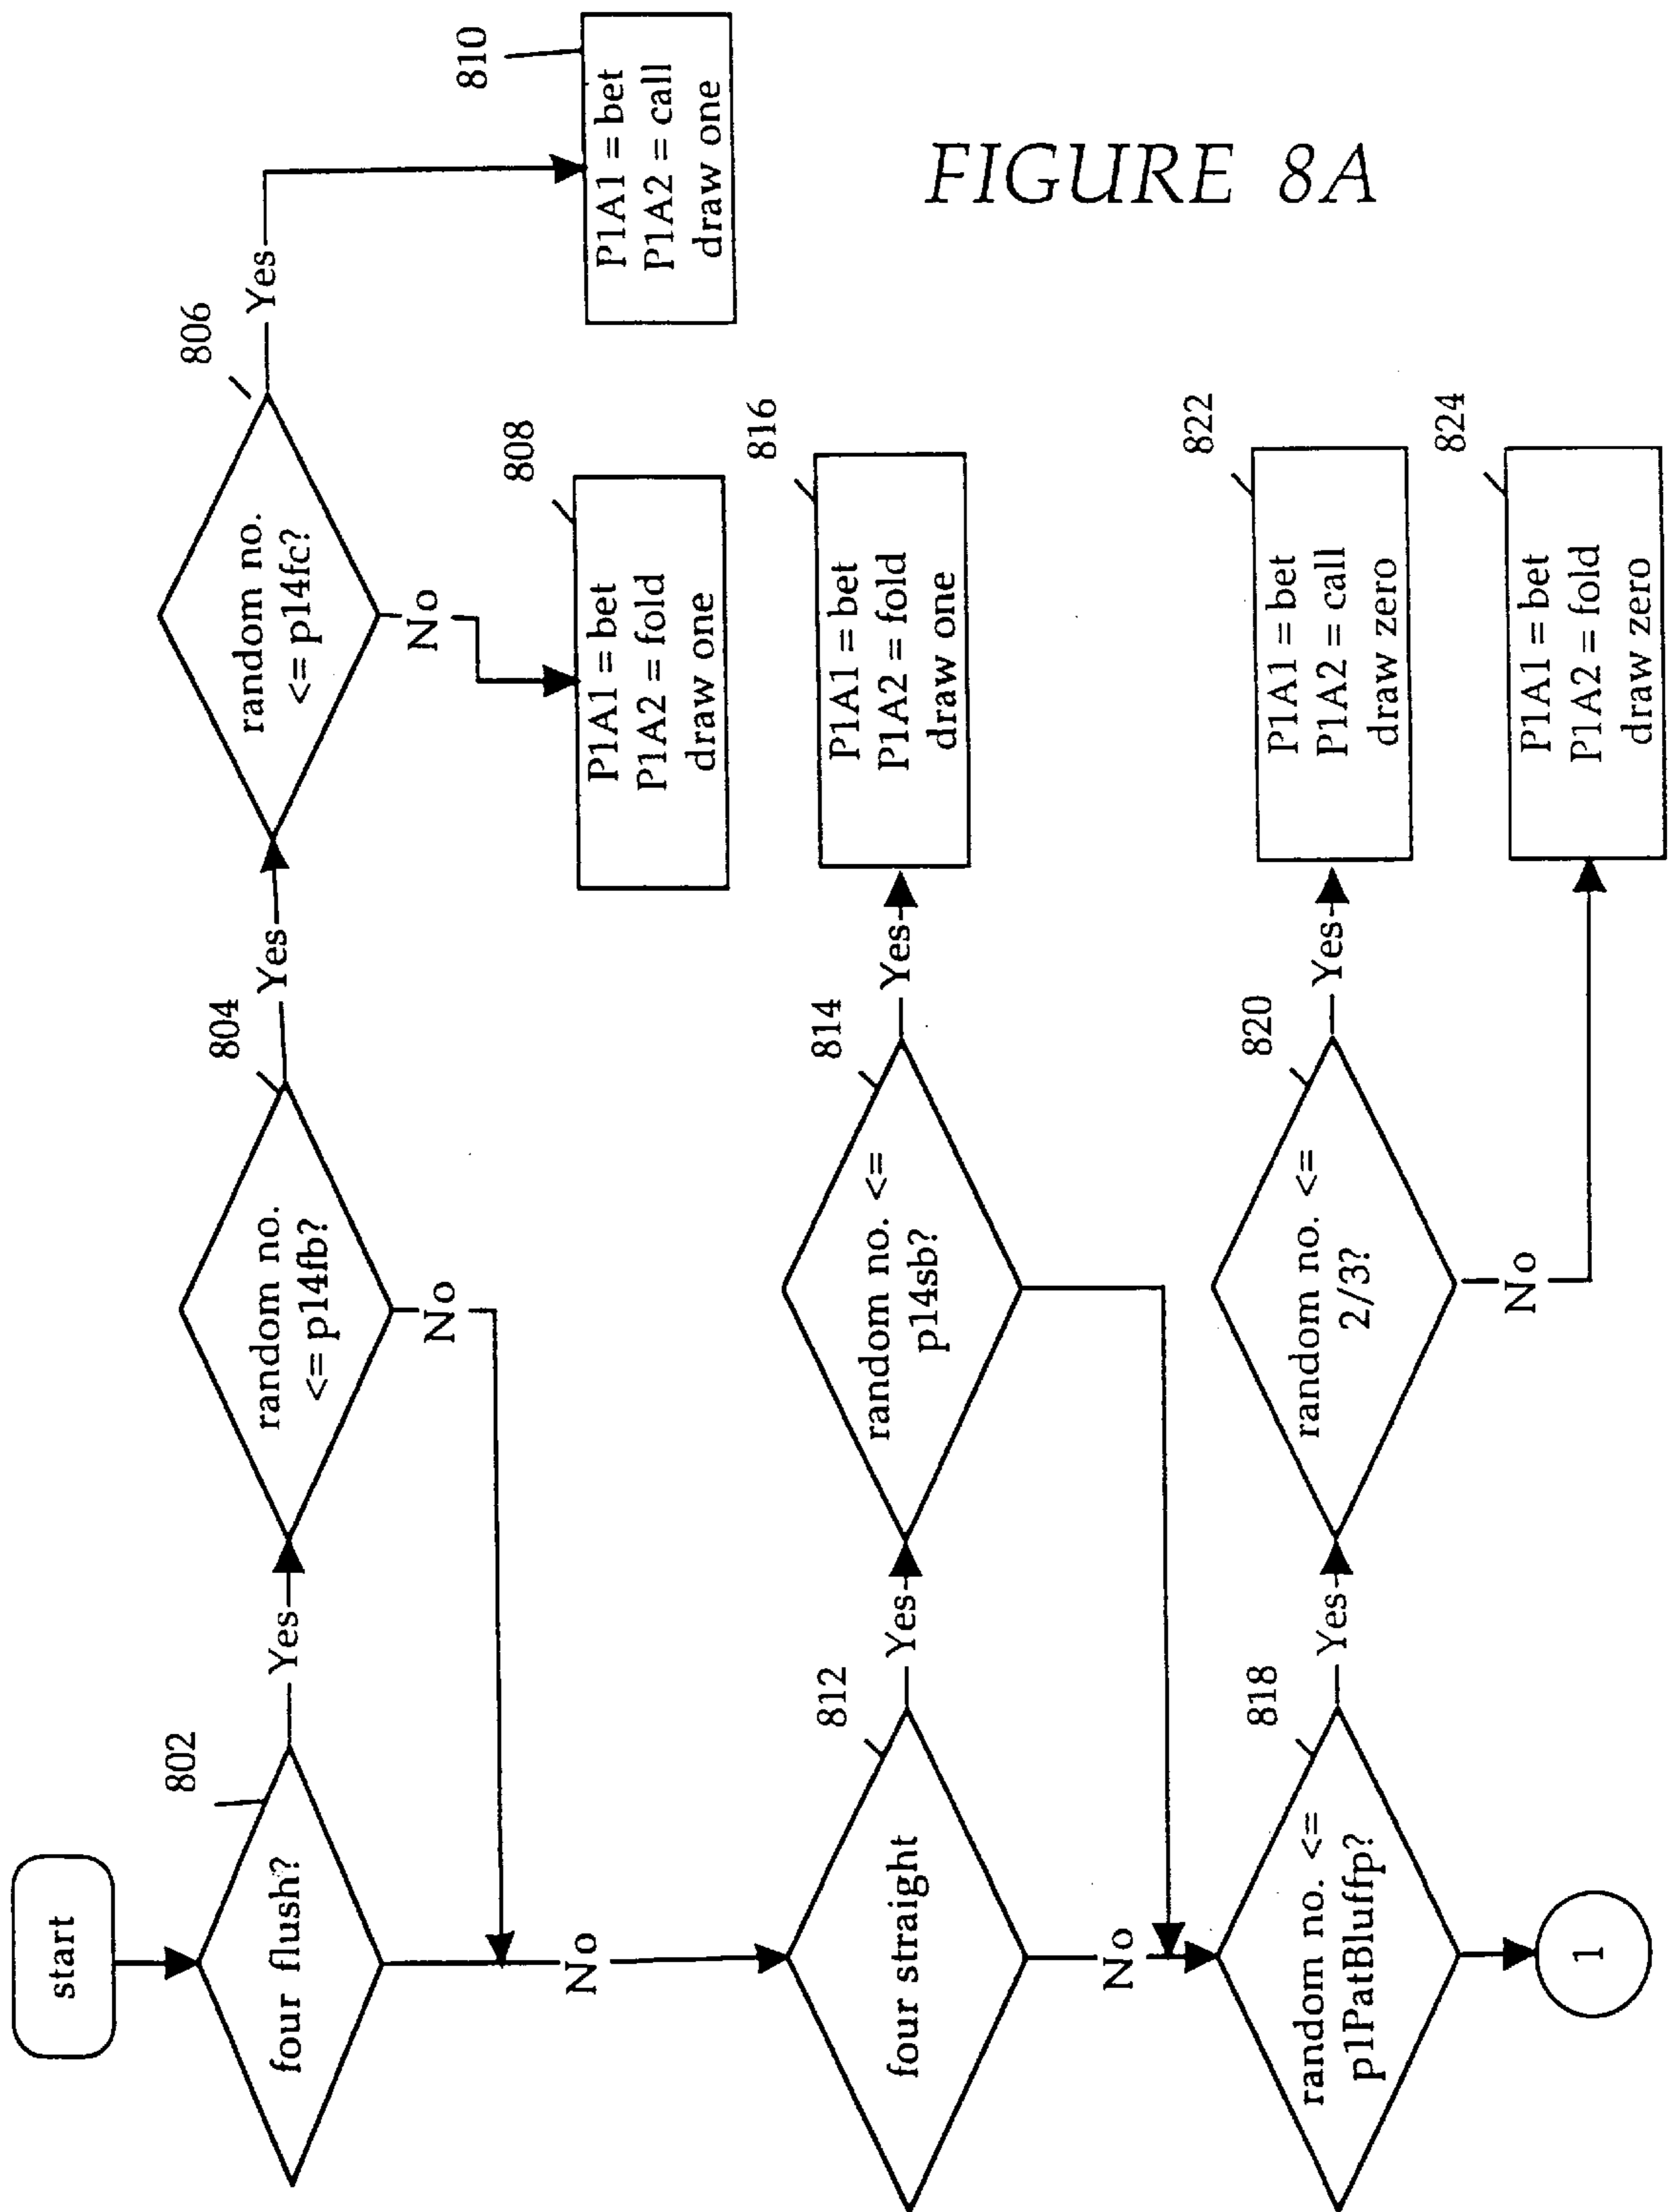 start
802
four flush?
Yes
804
random no.
<= p14fb?
Yes
806
random no.
<= p14fc?
Yes
810
P1A1 = bet
P1A2 = call
draw one
No
808
P1A1 = bet
P1A2 = fold
draw one
No
No
812
four straight
Yes
814
random no. <=
p14sb?
Yes
816
P1A1 = bet
P1A2 = fold
draw one
No
818
random no. <=
p1PatBluffp?
Yes
820
random no. <=
2/3?
Yes
822
P1A1 = bet
P1A2 = call
draw zero
No
824
P1A1 = bet
P1A2 = fold
draw zero
1
FIGURE 8A